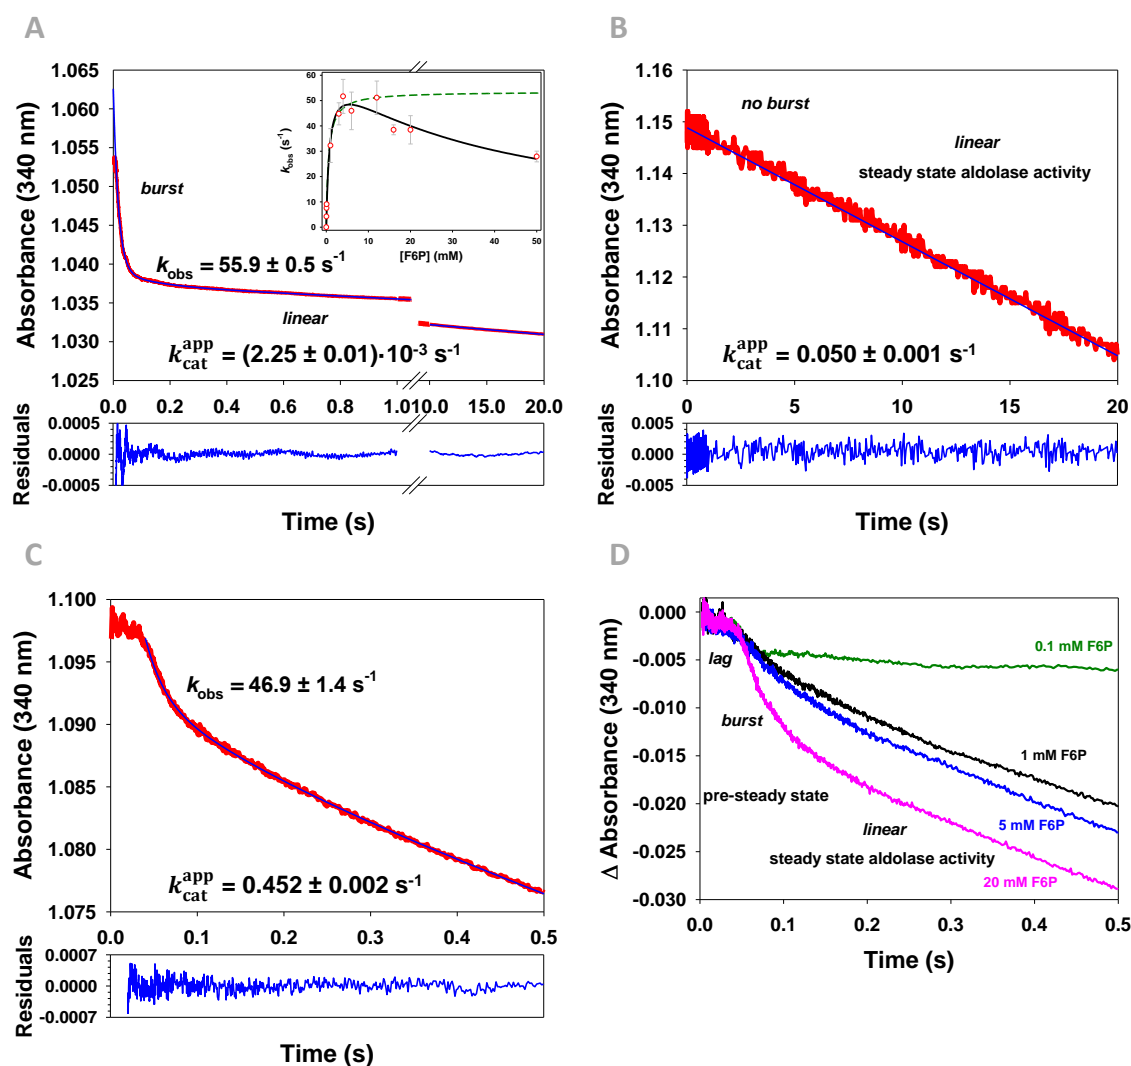 A
Absorbance (340 nm)
1.065
1.060
1.055
1.050
1.045
1.040
1.035
1.030
1.025
burst
k_obs = 55.9 ± 0.5 s⁻¹
linear
k_cat^app = (2.25 ± 0.01)·10⁻³ s⁻¹
0.0 0.2 0.4 0.6 0.8 1.0 10.0 15.0 20.0
k_obs (s⁻¹)
60
50
40
30
20
10
0
0 10 20 30 40 50
[F6P] (mM)
Residuals
0.0005
0.0000
-0.0005
Time (s)
B
Absorbance (340 nm)
1.16
1.15
1.14
1.13
1.12
1.11
1.10
no burst
linear
steady state aldolase activity
k_cat^app = 0.050 ± 0.001 s⁻¹
0 5 10 15 20
Residuals
0.005
0.000
-0.005
Time (s)
C
Absorbance (340 nm)
1.100
1.095
1.090
1.085
1.080
1.075
k_obs = 46.9 ± 1.4 s⁻¹
k_cat^app = 0.452 ± 0.002 s⁻¹
0.0 0.1 0.2 0.3 0.4 0.5
Residuals
0.0007
0.0000
-0.0007
Time (s)
D
Δ Absorbance (340 nm)
0.000
-0.005
-0.010
-0.015
-0.020
-0.025
-0.030
0.1 mM F6P
lag
burst
1 mM F6P
pre-steady state
5 mM F6P
linear
steady state aldolase activity
20 mM F6P
0.0 0.1 0.2 0.3 0.4 0.5
Time (s)